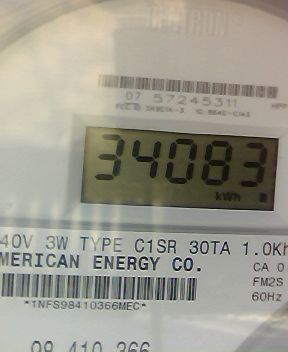 07 57245311
34083
kWh
40V 3W TYPE C1SR 30TA 1.0Kh
MERICAN ENERGY CO.
CA 0
FM2S
60Hz
*1NFS98410366MEC*
98 410 366